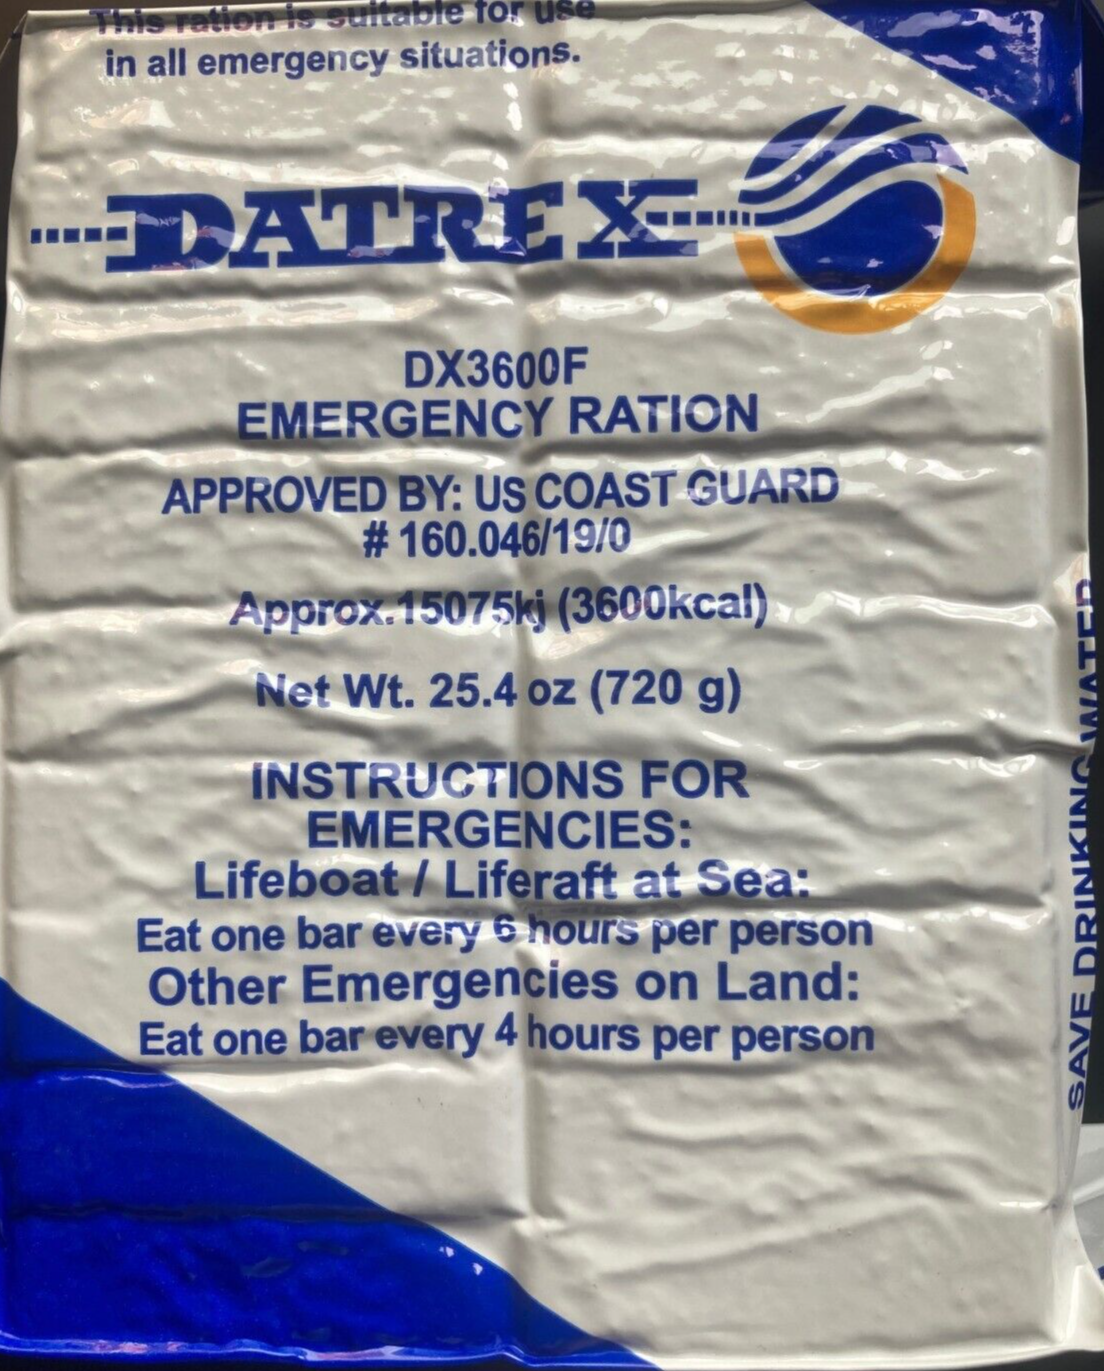 This ration is suitable for use
in all emergency situations.
DATREX
DX3600F
EMERGENCY RATION
APPROVED BY: US COAST GUARD
# 160.046/19/0
Approx.15075kj (3600kcal)
Net Wt. 25.4 oz (720 g)
INSTRUCTIONS FOR
EMERGENCIES:
Lifeboat / Liferaft at Sea:
Eat one bar every 6 hours per person
Other Emergencies on Land:
Eat one bar every 4 hours per person
SAVE DRINKING WATER